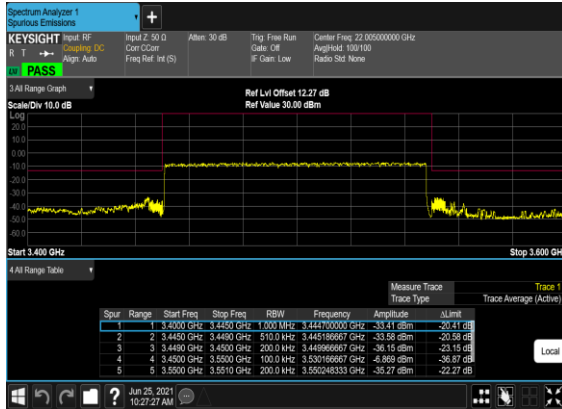 Spectrum Analyzer 1
Spurious Emissions
KEYSIGHT Input: RF Input Z: 50 Ω Atten: 30 dB Trig: Free Run Center Freq: 22.005000000 GHz
R T Coupling: DC Corr CCorr Gate: Off Avg|Hold: 100/100
Align: Auto Freq Ref: Int (S) IF Gain: Low Radio Std: None
PASS
3 All Range Graph Ref Lvl Offset 12.27 dB
Scale/Div 10.0 dB Ref Value 30.00 dBm
Log
20.0
10.0
0.00
-10.0
-20.0
-30.0
-40.0
-50.0
-60.0
Start 3.400 GHz Stop 3.600 GH
4 All Range Table
Measure Trace Trace 1
Trace Type Trace Average (Active)
Spur Range Start Freq Stop Freq RBW Frequency Amplitude ΔLimit
1 1 3.4000 GHz 3.4450 GHz 1.000 MHz 3.444700000 GHz -33.41 dBm -20.41 dB
2 2 3.4450 GHz 3.4490 GHz 510.0 kHz 3.445186667 GHz -33.58 dBm -20.58 dB
3 3 3.4490 GHz 3.4500 GHz 200.0 kHz 3.449966667 GHz -36.15 dBm -23.15 dB
4 4 3.4500 GHz 3.5500 GHz 100.0 kHz 3.530166667 GHz -6.869 dBm -36.87 dB
5 5 3.5500 GHz 3.5510 GHz 200.0 kHz 3.550248333 GHz -35.27 dBm -22.27 dB
Local
Jun 25, 2021
10:27:27 AM